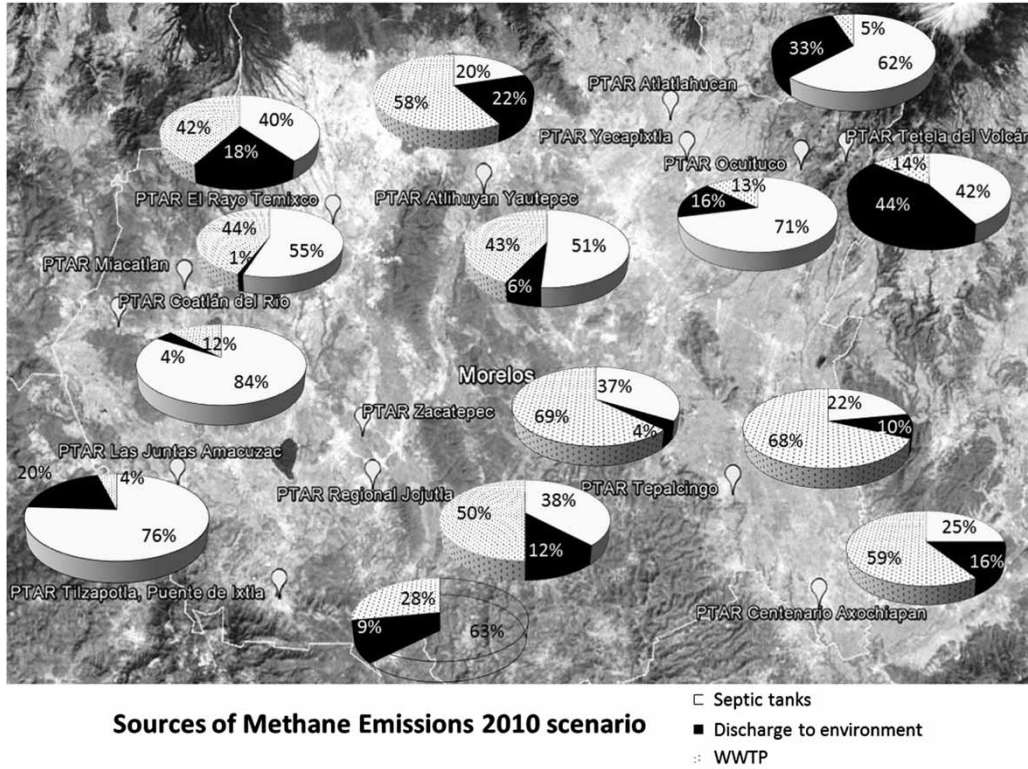 5%
33%
62%
20%
22%
58%
PTAR Atlatlahucan
42%
40%
18%
PTAR Yecapixtla
PTAR Tetela del Volcán
PTAR Ocuituco
14%
42%
44%
13%
16%
71%
PTAR El Rayo Temixco
PTAR Atlihuyan Yautepec
44%
55%
1%
43%
51%
6%
PTAR Miacatlan
PTAR Coatlán del Río
12%
4%
84%
Morelos
37%
69%
4%
22%
10%
68%
PTAR Zacatepec
PTAR Las Juntas Amacuzac
20%
4%
76%
PTAR Regional Jojutla
PTAR Tepalcingo
38%
50%
12%
25%
59%
16%
PTAR Tilzapotla, Puente de Ixtla
28%
9%
63%
PTAR Centenario Axochiapan
Sources of Methane Emissions 2010 scenario
Septic tanks
Discharge to environment
WWTP